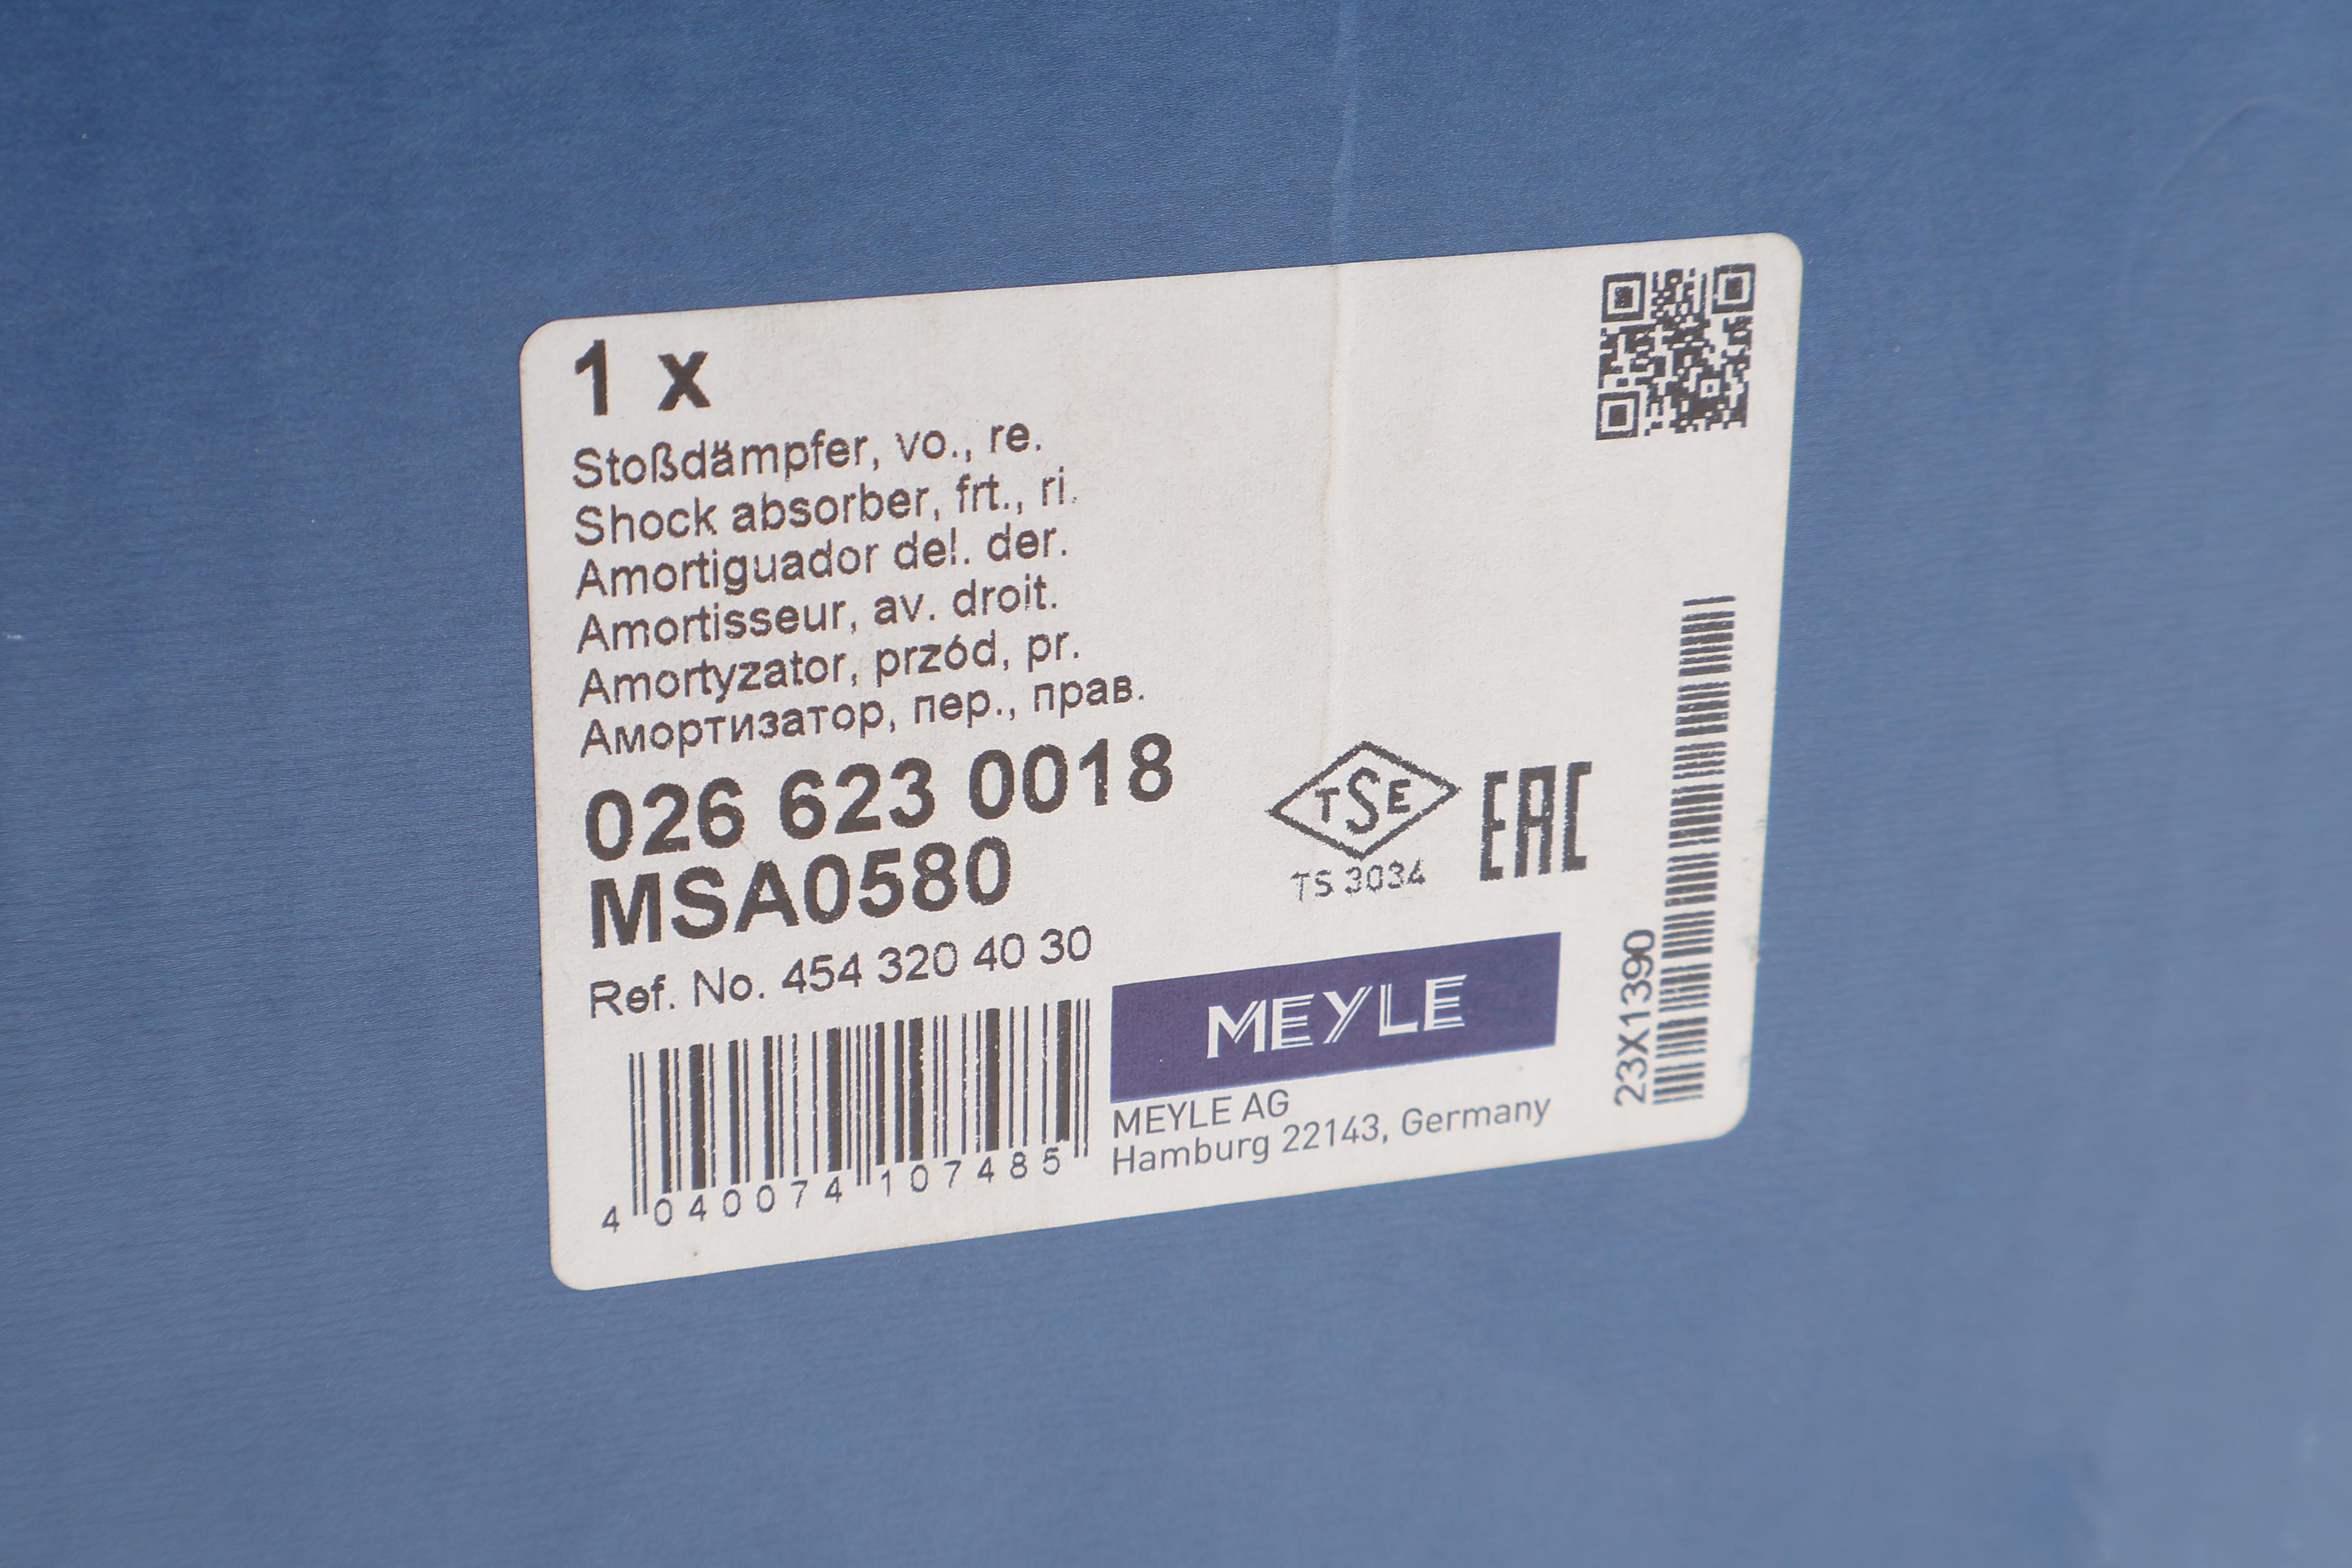 1 x
Stoßdämpfer, vo., re.
Shock absorber, frt., ri.
Amortiguador del. der.
Amortisseur, av. droit.
Amortyzator, przód, pr.
Амортизатор, пер., прав.
026 623 0018
MSA0580
Ref. No. 454 320 40 30
4 040074 107485
TSE
TS 3034
EAC
MEYLE
MEYLE AG
Hamburg 22143, Germany
23X1390